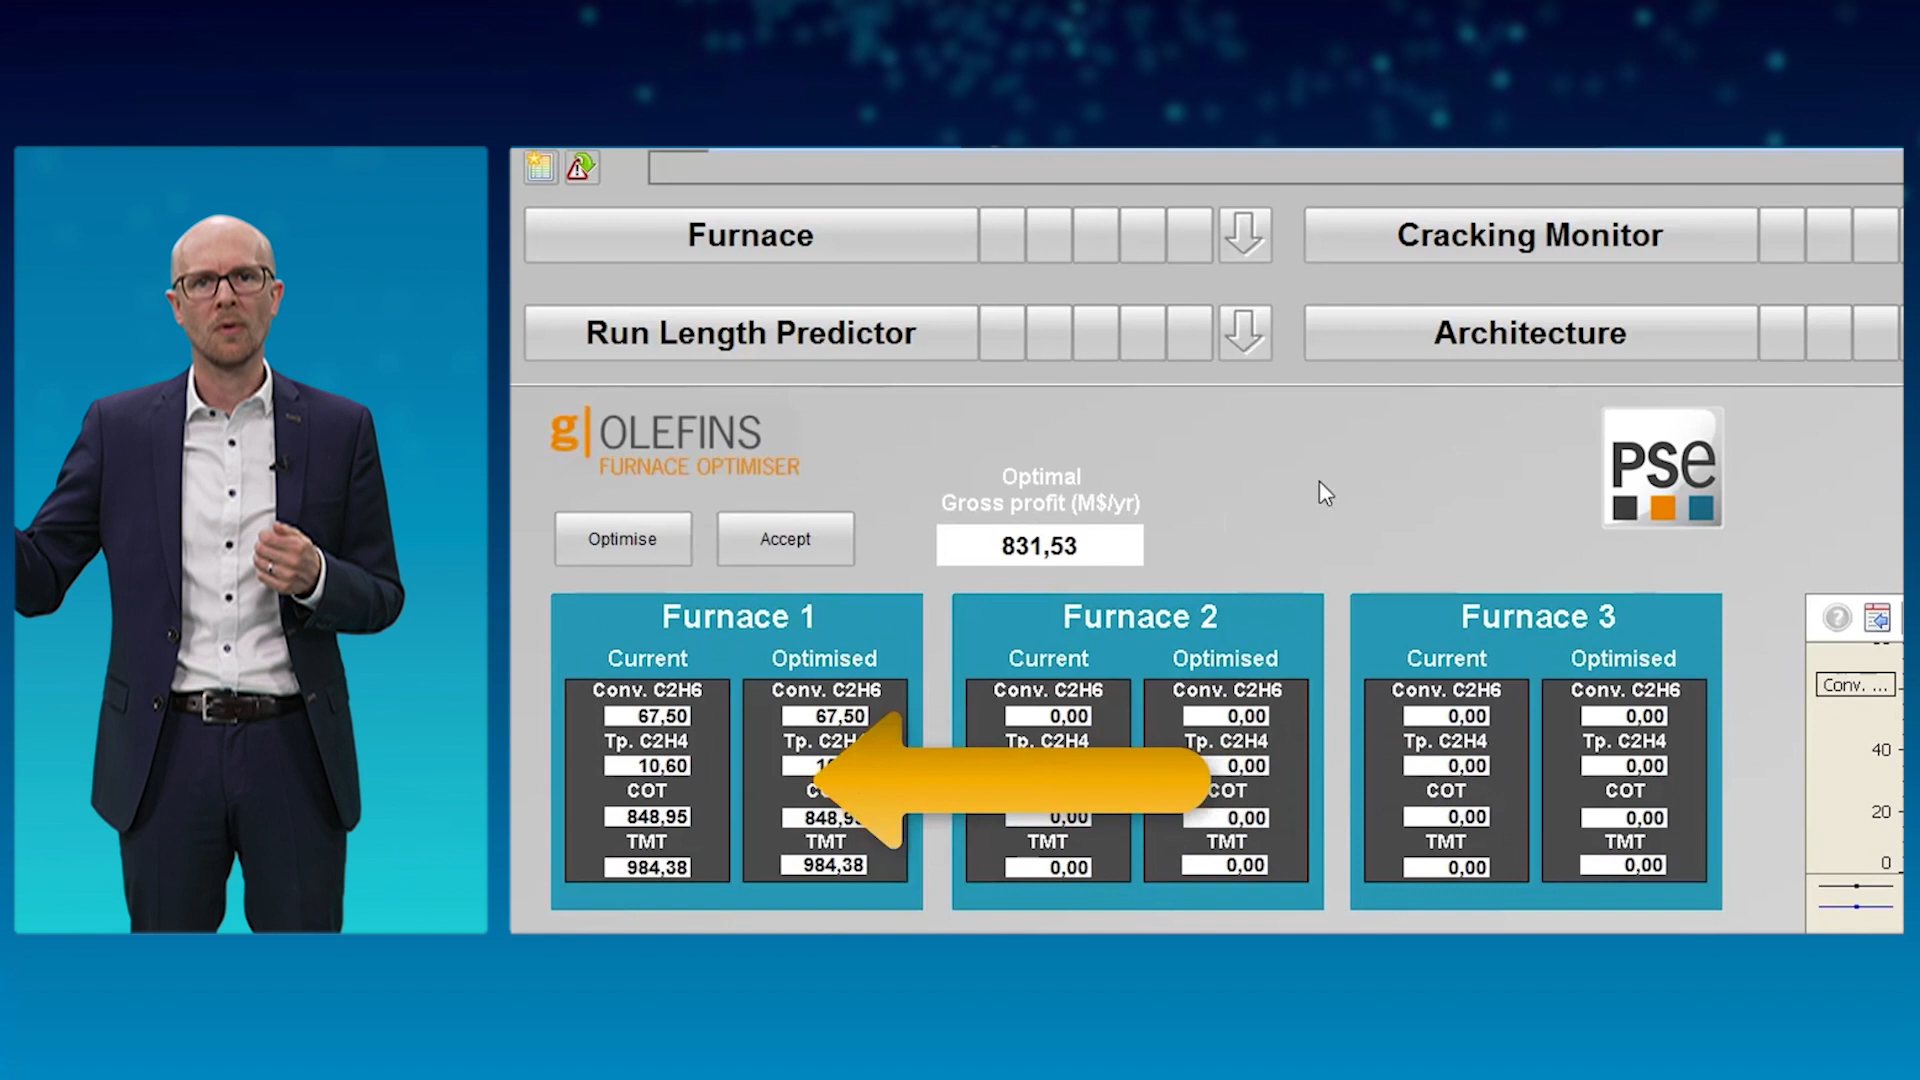 Furnace
Cracking Monitor
Run Length Predictor
Architecture
g OLEFINS
FURNACE OPTIMISER
PSe
Optimal
Gross profit (M$/yr)
Optimise
Accept
831,53
Furnace 1
Current
Optimised
Conv. C2H6
Conv. C2H6
67,50
67,50
Tp. C2H4
Tp.
10,60
COT
848,95
TMT
TMT
984,38
984,38
Furnace 2
Current
Optimised
Conv. C2H6
Conv. C2H6
0,00
0,00
Tp. C2H4
Tp. C2H4
0,00
COT
0,00
0,00
TMT
TMT
0,00
0,00
Furnace 3
Current
Optimised
Conv. C2H6
Conv. C2H6
0,00
0,00
Tp. C2H4
Tp. C2H4
0,00
0,00
COT
COT
0,00
0,00
TMT
TMT
0,00
0,00
?
Conv. ...
40
20
0